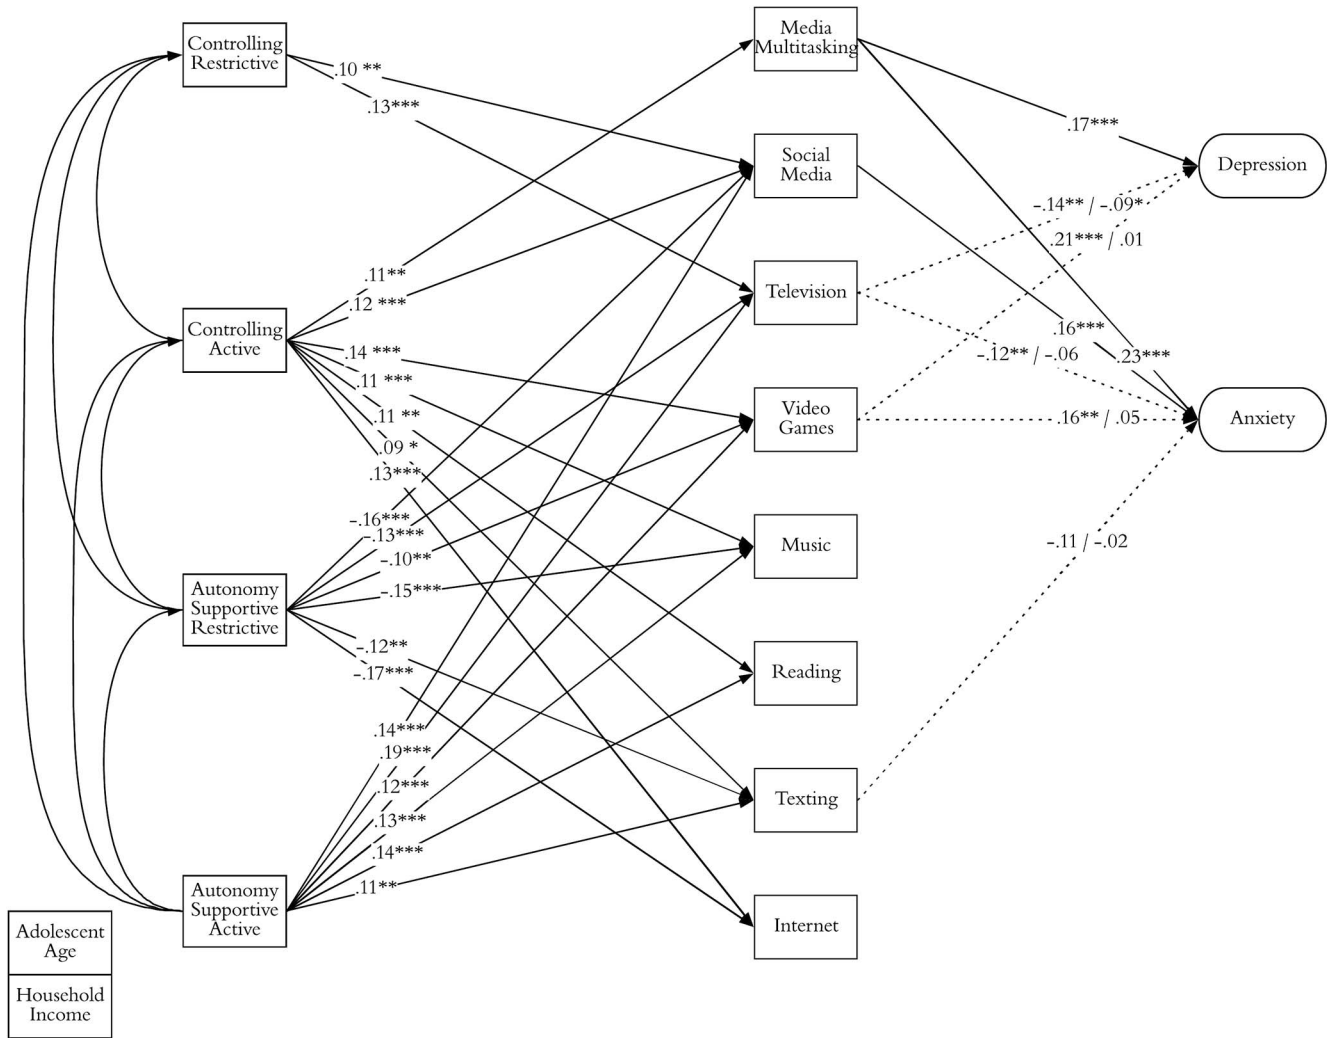 Controlling
Restrictive
Controlling
Active
Autonomy
Supportive
Restrictive
Autonomy
Supportive
Active
Adolescent
Age
Household
Income
.10 **
.13***
.11**
.12 ***
.14 ***
.11 ***
.11 **
.09 *
.13***
-.16***
-.13***
-.10**
-.15***
-.12**
-.17***
.14***
.19***
.12***
.13***
.14***
.11**
Media
Multitasking
Social
Media
Television
Video
Games
Music
Reading
Texting
Internet
.17***
-.14** / -.09*
.21*** / .01
.16***
-.12** / -.06
.23***
.16** / .05
-.11 / -.02
Depression
Anxiety